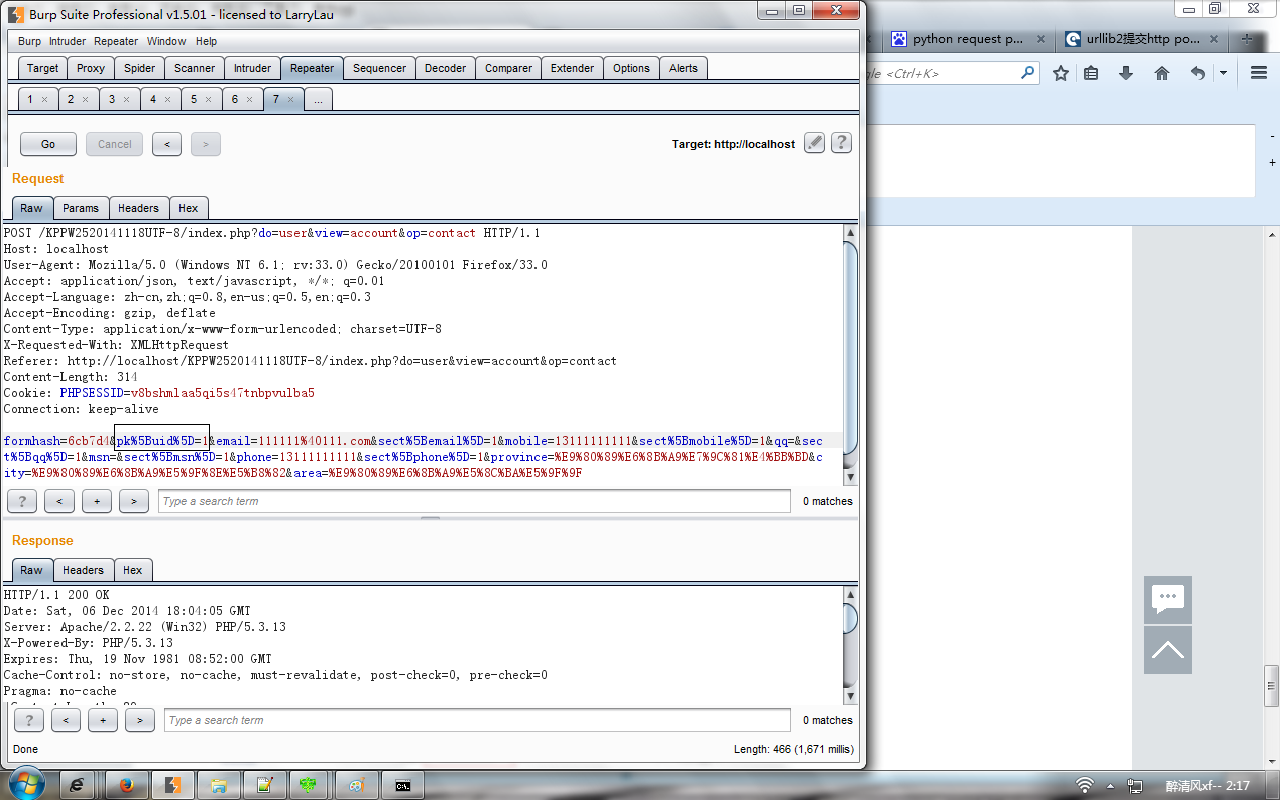 Burp Suite Professional v1.5.01 - licensed to LarryLau
Burp Intruder Repeater Window Help
Target Proxy Spider Scanner Intruder Repeater Sequencer Decoder Comparer Extender Options Alerts
1 × 2 × 3 × 4 × 5 × 6 × 7 × ...
Go Cancel < > Target: http://localhost ?
Request
Raw Params Headers Hex
POST /KPPW2520141118UTF-8/index.php?do=user&view=account&op=contact HTTP/1.1
Host: localhost
User-Agent: Mozilla/5.0 (Windows NT 6.1; rv:33.0) Gecko/20100101 Firefox/33.0
Accept: application/json, text/javascript, */*; q=0.01
Accept-Language: zh-cn,zh;q=0.8,en-us;q=0.5,en;q=0.3
Accept-Encoding: gzip, deflate
Content-Type: application/x-www-form-urlencoded; charset=UTF-8
X-Requested-With: XMLHttpRequest
Referer: http://localhost/KPPW2520141118UTF-8/index.php?do=user&view=account&op=contact
Content-Length: 314
Cookie: PHPSESSID=v8bshmlaa5qi5s47tnbpvulba5
Connection: keep-alive
formhash=6cb7d4&pk%5Buid%5D=1&email=111111%40111.com&sect%5Bemail%5D=1&mobile=13111111111&sect%5Bmobile%5D=1&qq=&sec
t%5Bqq%5D=1&msn=&sect%5Bmsn%5D=1&phone=13111111111&sect%5Bphone%5D=1&province=%E9%80%89%E6%8B%A9%E7%9C%81%E4%BB%BD&c
ity=%E9%80%89%E6%8B%A9%E5%9F%8E%E5%B8%82&area=%E9%80%89%E6%8B%A9%E5%8C%BA%E5%9F%9F
? < + > Type a search term 0 matches
Response
Raw Headers Hex
HTTP/1.1 200 OK
Date: Sat, 06 Dec 2014 18:04:05 GMT
Server: Apache/2.2.22 (Win32) PHP/5.3.13
X-Powered-By: PHP/5.3.13
Expires: Thu, 19 Nov 1981 08:52:00 GMT
Cache-Control: no-store, no-cache, must-revalidate, post-check=0, pre-check=0
Pragma: no-cache
? < + > Type a search term 0 matches
Done Length: 466 (1,671 millis)
python request p... × urllib2提交http po... × +
gle <Ctrl+K>
-
+
醉清风xf-- 2:17